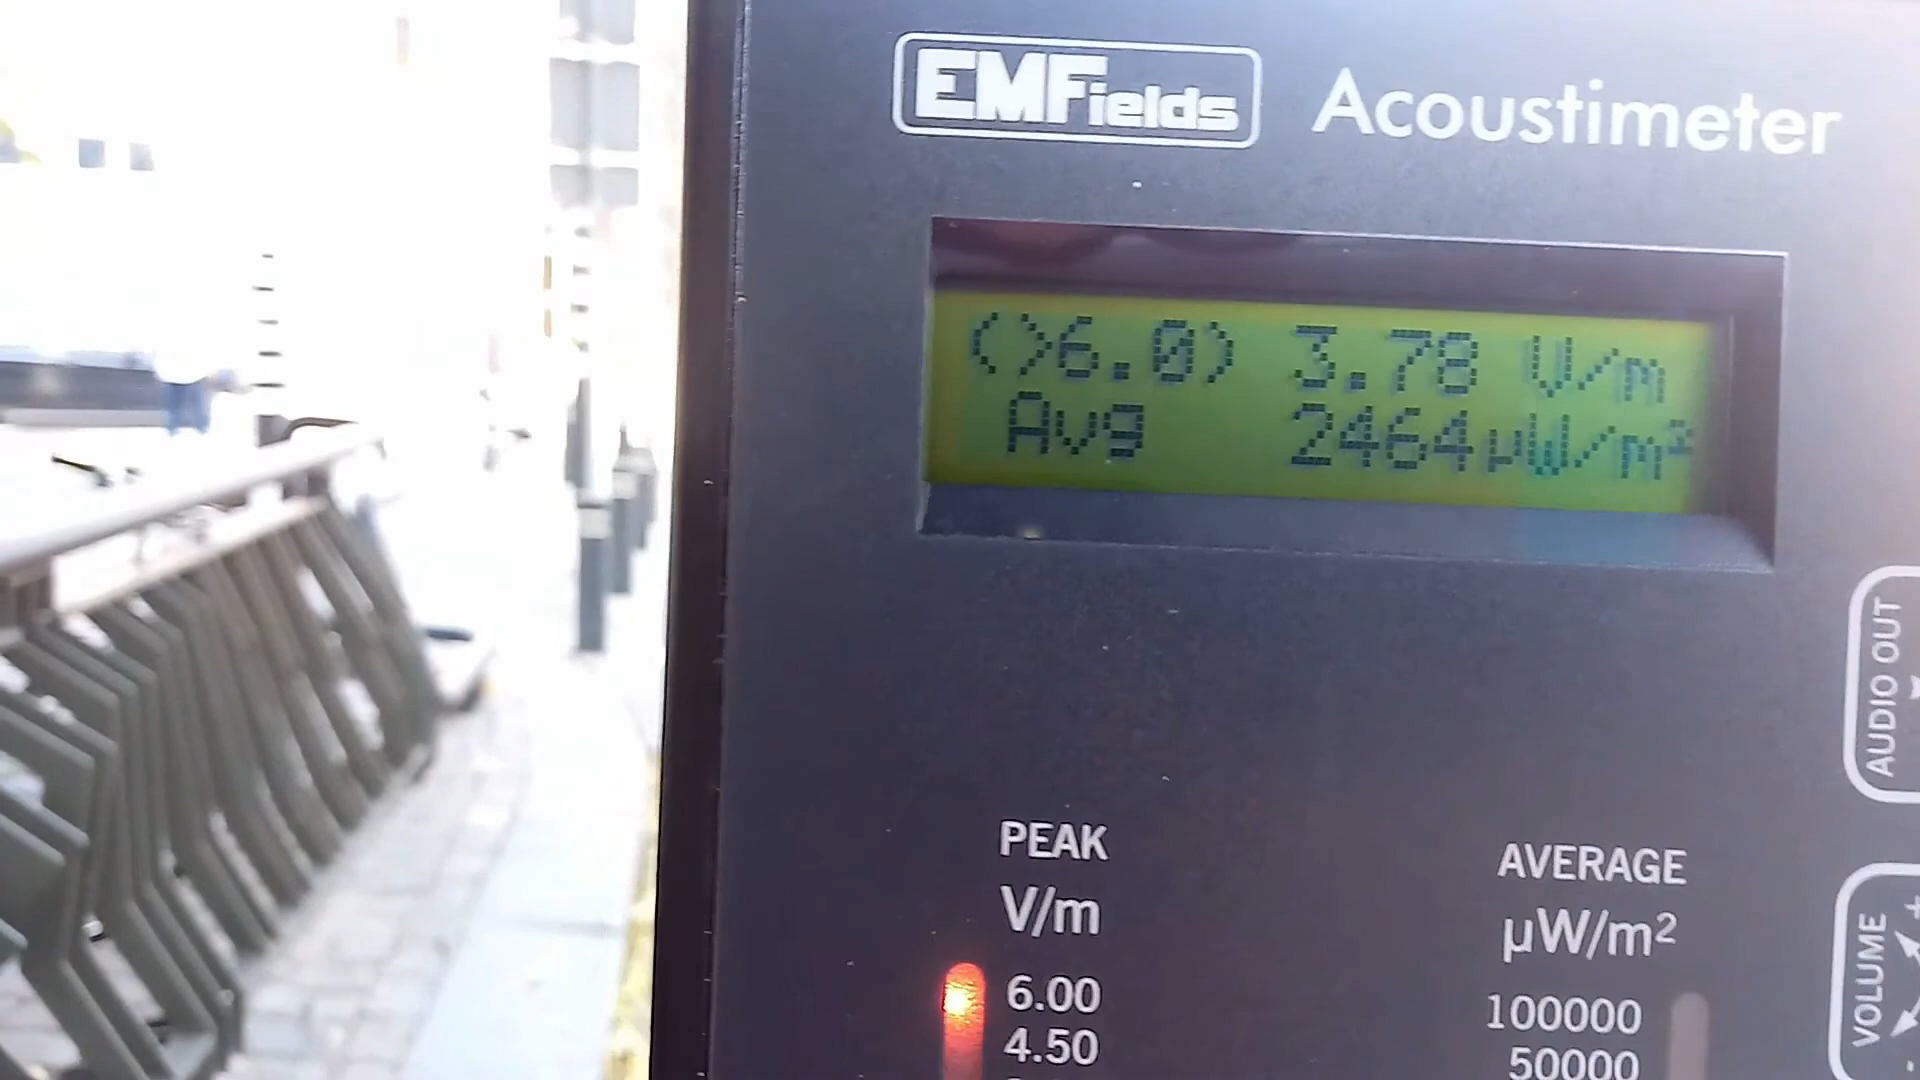 EMFields Acoustimeter
(>6.0) 3.78 V/m
Avg 2464µW/m²
AUDIO OUT
PEAK
V/m
6.00
4.50
AVERAGE
µW/m²
100000
50000
VOLUME
+
-